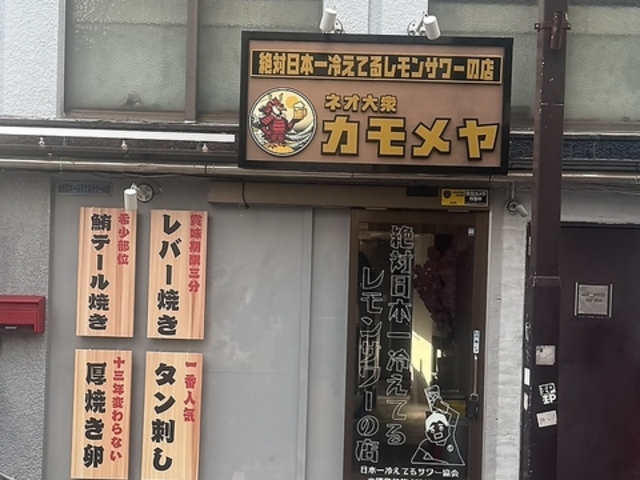 絶対日本一冷えてるレモンサワーの店
ネオ大衆
カモメヤ
賞味期限三分
レバー焼き
希少部位
鮪テール焼き
一番人気
タン刺し
十三年変わらない
厚焼き卵
絶対日本一冷えてる
レモンサワーの店
日本一冷えてるサワー協会